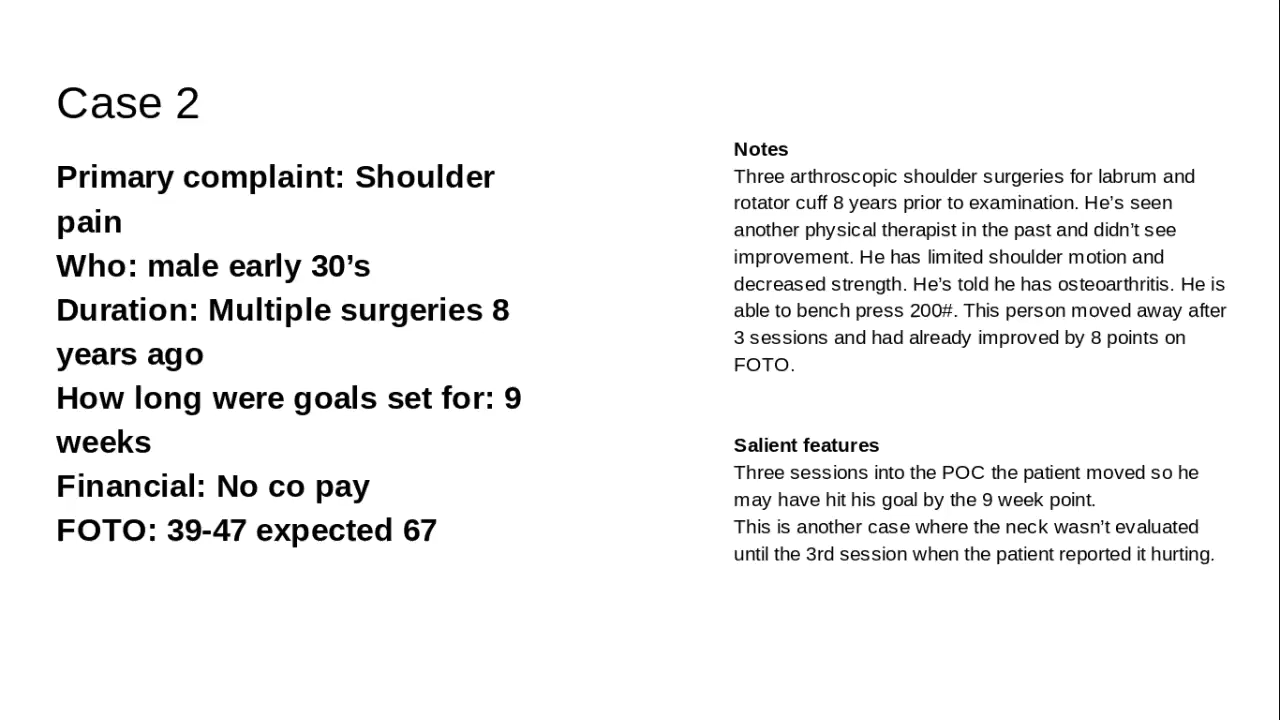 Case 2
Primary complaint: Shoulder
pain
Who: male early 30’s
Duration: Multiple surgeries 8
years ago
How long were goals set for: 9
weeks
Financial: No co pay
FOTO: 39-47 expected 67
Notes
Three arthroscopic shoulder surgeries for labrum and
rotator cuff 8 years prior to examination. He’s seen
another physical therapist in the past and didn’t see
improvement. He has limited shoulder motion and
decreased strength. He’s told he has osteoarthritis. He is
able to bench press 200#. This person moved away after
3 sessions and had already improved by 8 points on
FOTO.
Salient features
Three sessions into the POC the patient moved so he
may have hit his goal by the 9 week point.
This is another case where the neck wasn’t evaluated
until the 3rd session when the patient reported it hurting.